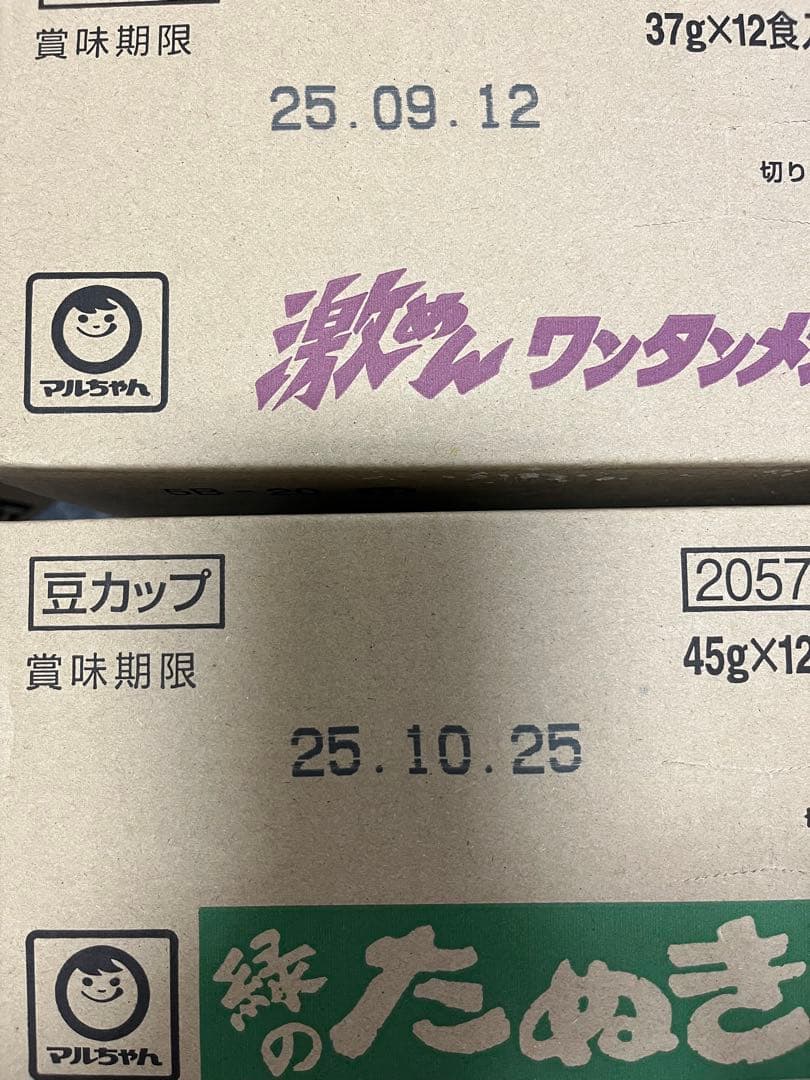 賞味期限
37g×12食
25.09.12
切り
マルちゃん
激めん ワンタンメ
豆カップ
2057
賞味期限
45g×12
25.10.25
マルちゃん
緑のたぬき